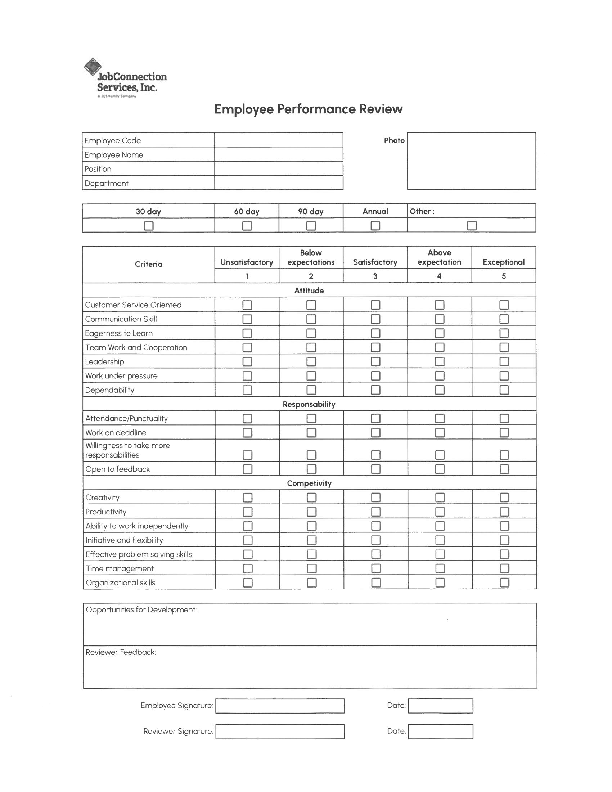 JobConnection
Services, Inc.
Employee Performance Review
Employee Code
Photo
Employee Name
Position
Department
30 day 60 day 90 day Annual Other:
Criteria Unsatisfactory Below expectations Satisfactory Above expectation Exceptional
1 2 3 4 5
Attitude
Customer Service Oriented
Communication Skill
Eagerness to Learn
Team Work and Cooperation
Leadership
Work under pressure
Dependability
Responsability
Attendance/Punctuality
Work on deadline
Willingness to take more
responsabilities
Open to feedback
Competivity
Creativity
Productivity
Ability to work independently
Initiative and flexibility
Effective problem solving skills
Time management
Organizational skills
Opportunities for Development:
Reviewer Feedback:
Employee Signature: Date:
Reviewer Signature: Date: